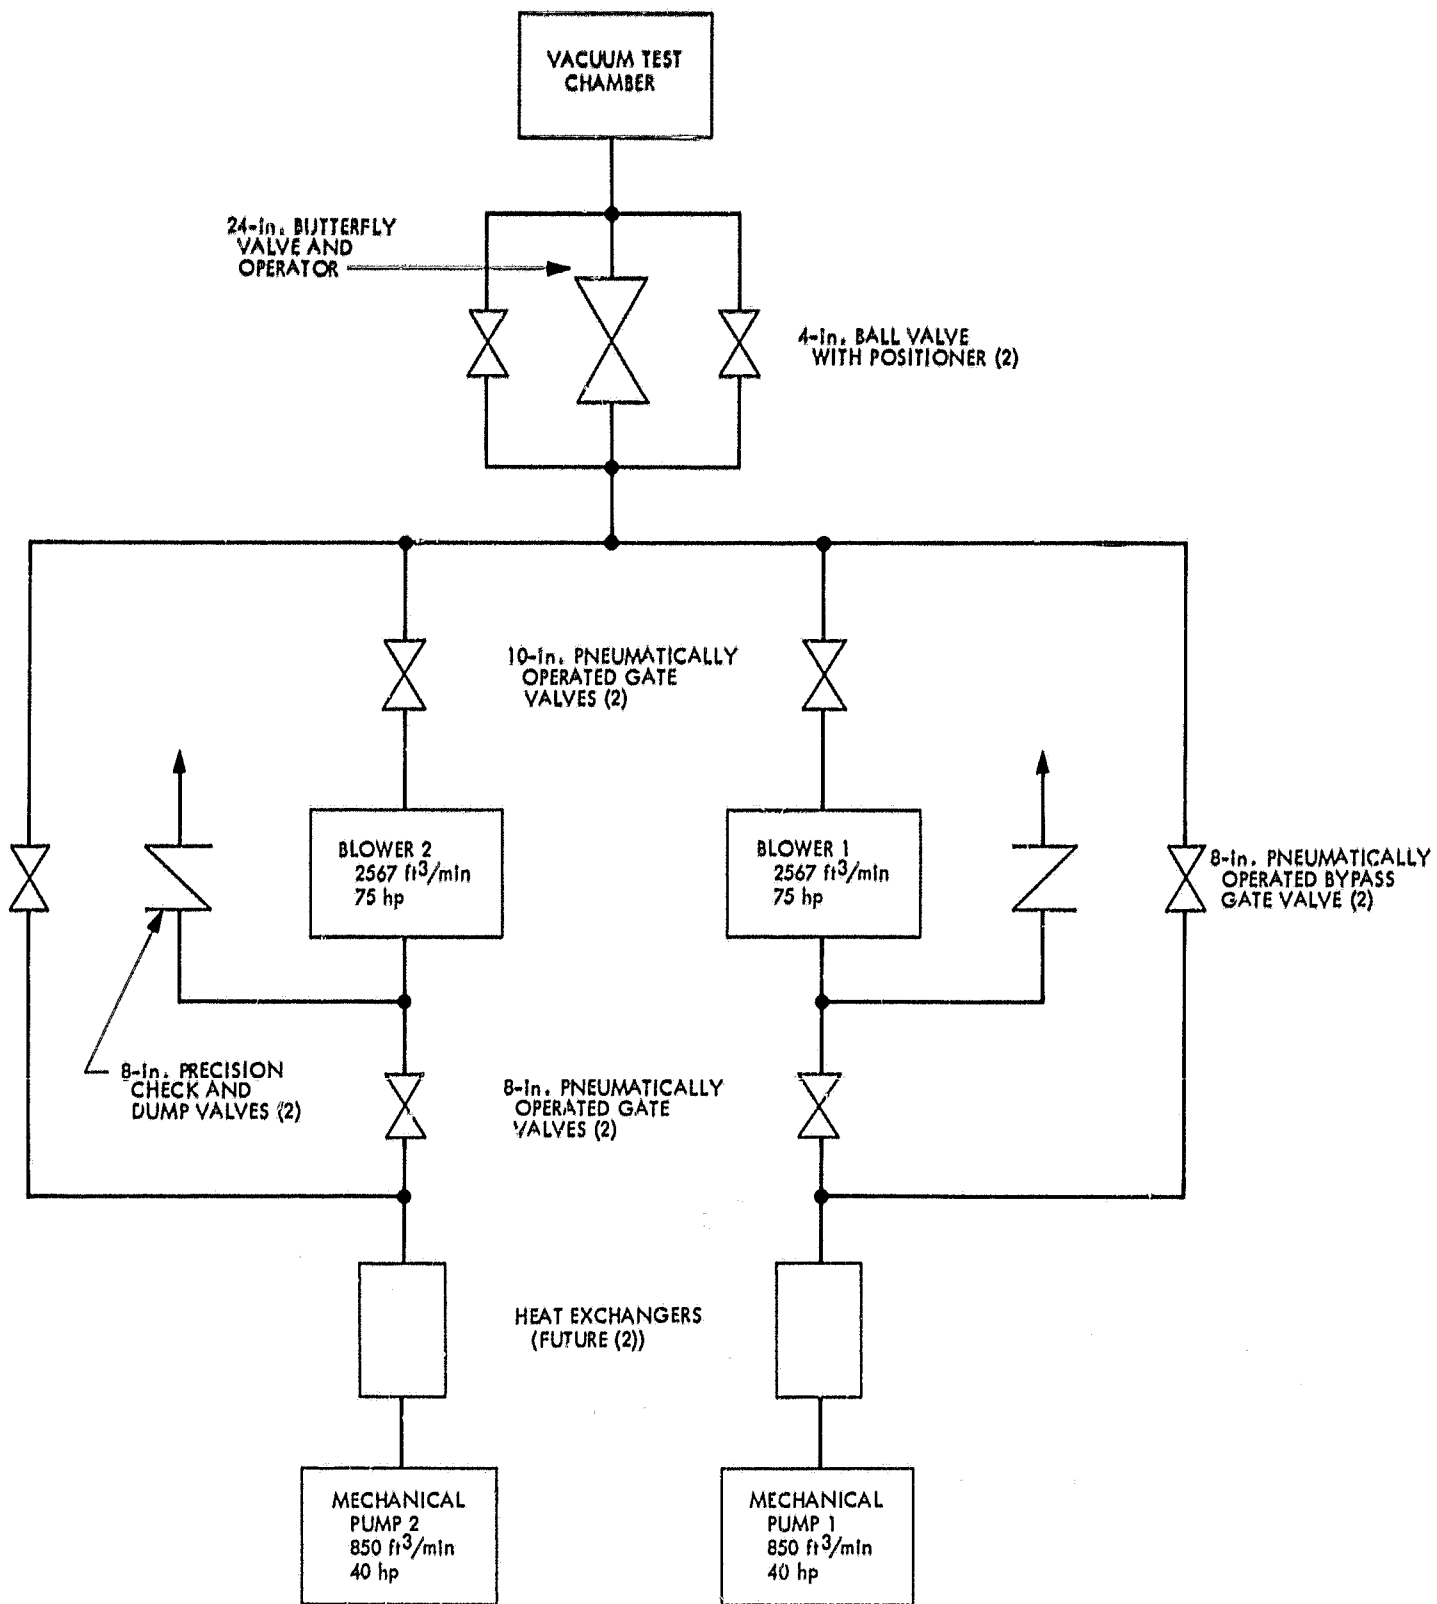 VACUUM TEST
CHAMBER
24-in. BUTTERFLY
VALVE AND
OPERATOR
4-in. BALL VALVE
WITH POSITIONER (2)
10-in. PNEUMATICALLY
OPERATED GATE
VALVES (2)
BLOWER 2
2567 ft³/min
75 hp
BLOWER 1
2567 ft³/min
75 hp
8-in. PNEUMATICALLY
OPERATED BYPASS
GATE VALVE (2)
8-in. PRECISION
CHECK AND
DUMP VALVES (2)
8-in. PNEUMATICALLY
OPERATED GATE
VALVES (2)
HEAT EXCHANGERS
(FUTURE (2))
MECHANICAL
PUMP 2
850 ft³/min
40 hp
MECHANICAL
PUMP 1
850 ft³/min
40 hp